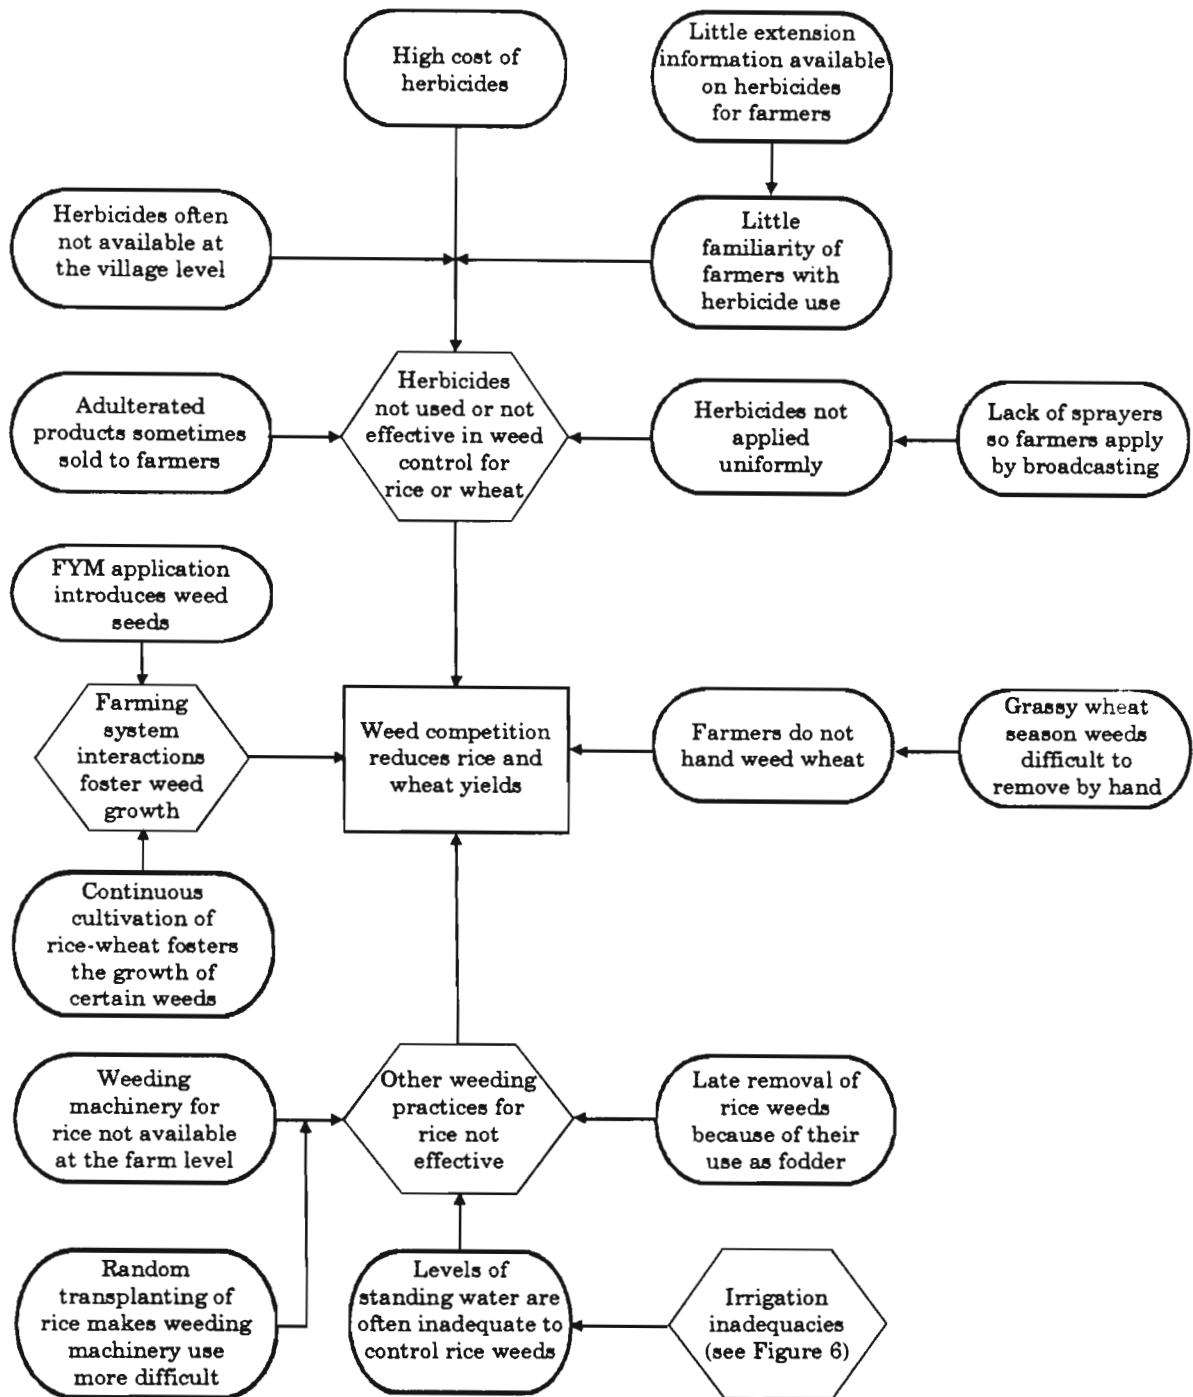 High cost of
herbicides
Little extension
information available
on herbicides
for farmers
Herbicides often
not available at
the village level
Little
familiarity of
farmers with
herbicide use
Adulterated
products sometimes
sold to farmers
Herbicides
not used or not
effective in weed
control for
rice or wheat
Herbicides not
applied
uniformly
Lack of sprayers
so farmers apply
by broadcasting
FYM application
introduces weed
seeds
Farming
system
interactions
foster weed
growth
Weed competition
reduces rice and
wheat yields
Farmers do not
hand weed wheat
Grassy wheat
season weeds
difficult to
remove by hand
Continuous
cultivation of
rice-wheat fosters
the growth of
certain weeds
Weeding
machinery for
rice not available
at the farm level
Other weeding
practices for
rice not
effective
Late removal of
rice weeds
because of their
use as fodder
Random
transplanting of
rice makes weeding
machinery use
more difficult
Levels of
standing water are
often inadequate to
control rice weeds
Irrigation
inadequacies
(see Figure 6)